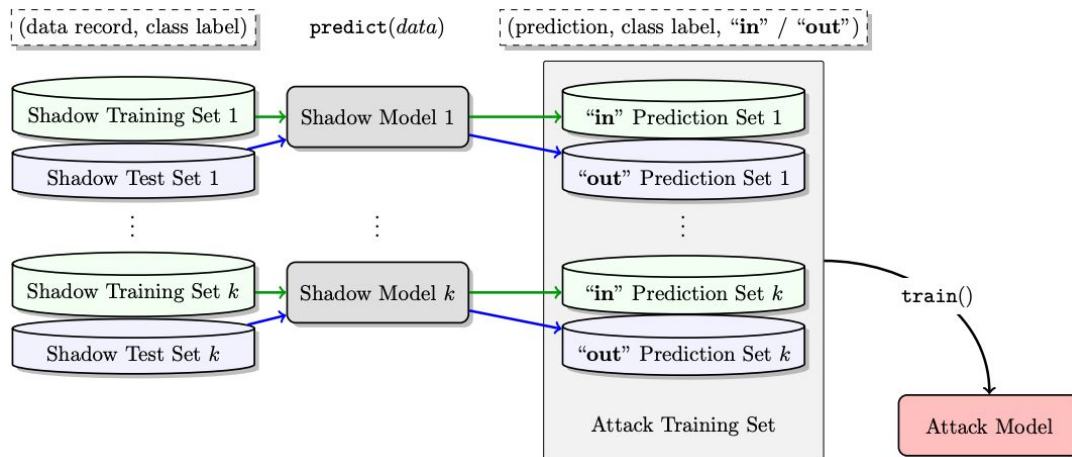 (data record, class label)
predict(data)
(prediction, class label, “in” / “out”)
Shadow Training Set 1
Shadow Model 1
“in” Prediction Set 1
Shadow Test Set 1
“out” Prediction Set 1
Shadow Training Set k
Shadow Model k
“in” Prediction Set k
train()
Shadow Test Set k
“out” Prediction Set k
Attack Training Set
Attack Model